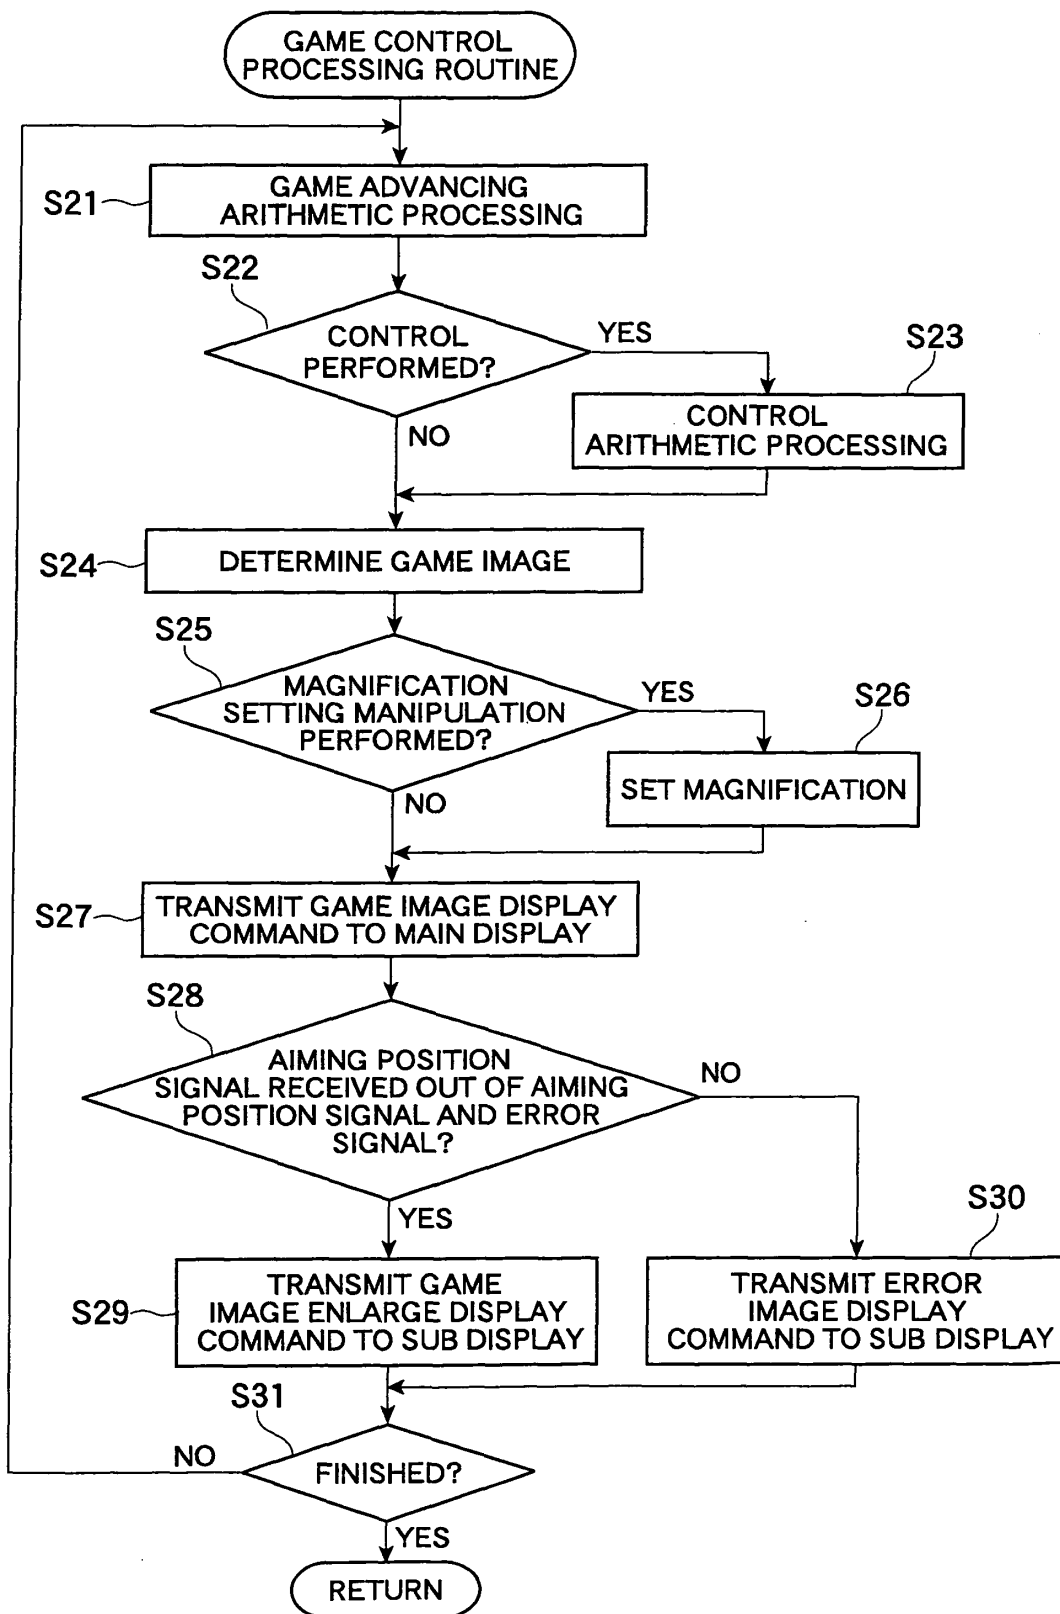 GAME CONTROL
PROCESSING ROUTINE
S21
GAME ADVANCING
ARITHMETIC PROCESSING
S22
CONTROL
PERFORMED?
YES
NO
S23
CONTROL
ARITHMETIC PROCESSING
S24
DETERMINE GAME IMAGE
S25
MAGNIFICATION
SETTING MANIPULATION
PERFORMED?
YES
NO
S26
SET MAGNIFICATION
S27
TRANSMIT GAME IMAGE DISPLAY
COMMAND TO MAIN DISPLAY
S28
AIMING POSITION
SIGNAL RECEIVED OUT OF AIMING
POSITION SIGNAL AND ERROR
SIGNAL?
NO
YES
S29
TRANSMIT GAME
IMAGE ENLARGE DISPLAY
COMMAND TO SUB DISPLAY
S30
TRANSMIT ERROR
IMAGE DISPLAY
COMMAND TO SUB DISPLAY
S31
FINISHED?
NO
YES
RETURN